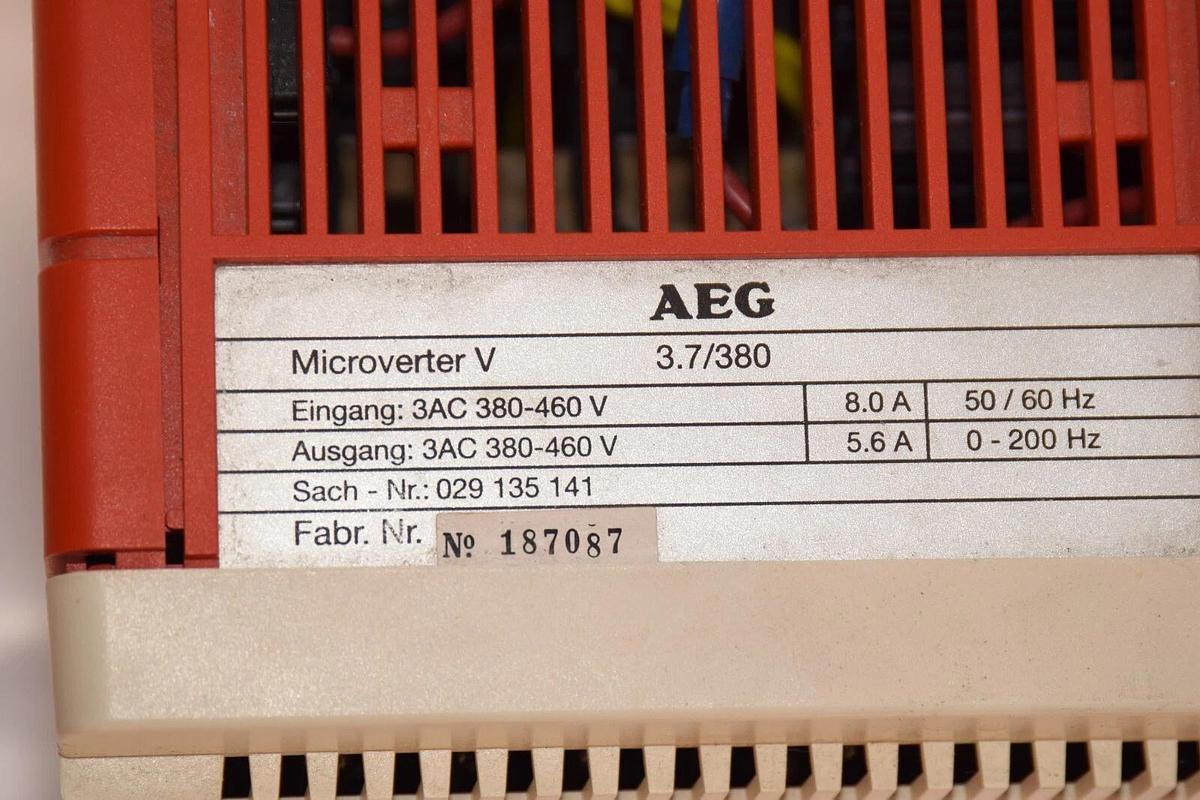 AEG
Microverter V 3.7/380
Eingang: 3AC 380-460 V 8.0 A 50 / 60 Hz
Ausgang: 3AC 380-460 V 5.6 A 0 - 200 Hz
Sach - Nr.: 029 135 141
Fabr. Nr. № 187087